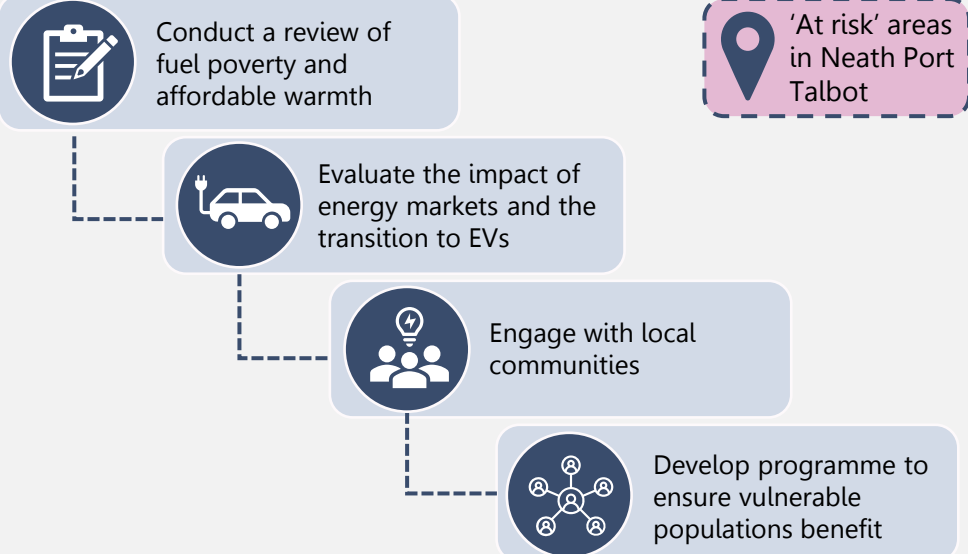 Conduct a review of
fuel poverty and
affordable warmth
‘At risk’ areas
in Neath Port
Talbot
Evaluate the impact of
energy markets and the
transition to EVs
Engage with local
communities
Develop programme to
ensure vulnerable
populations benefit